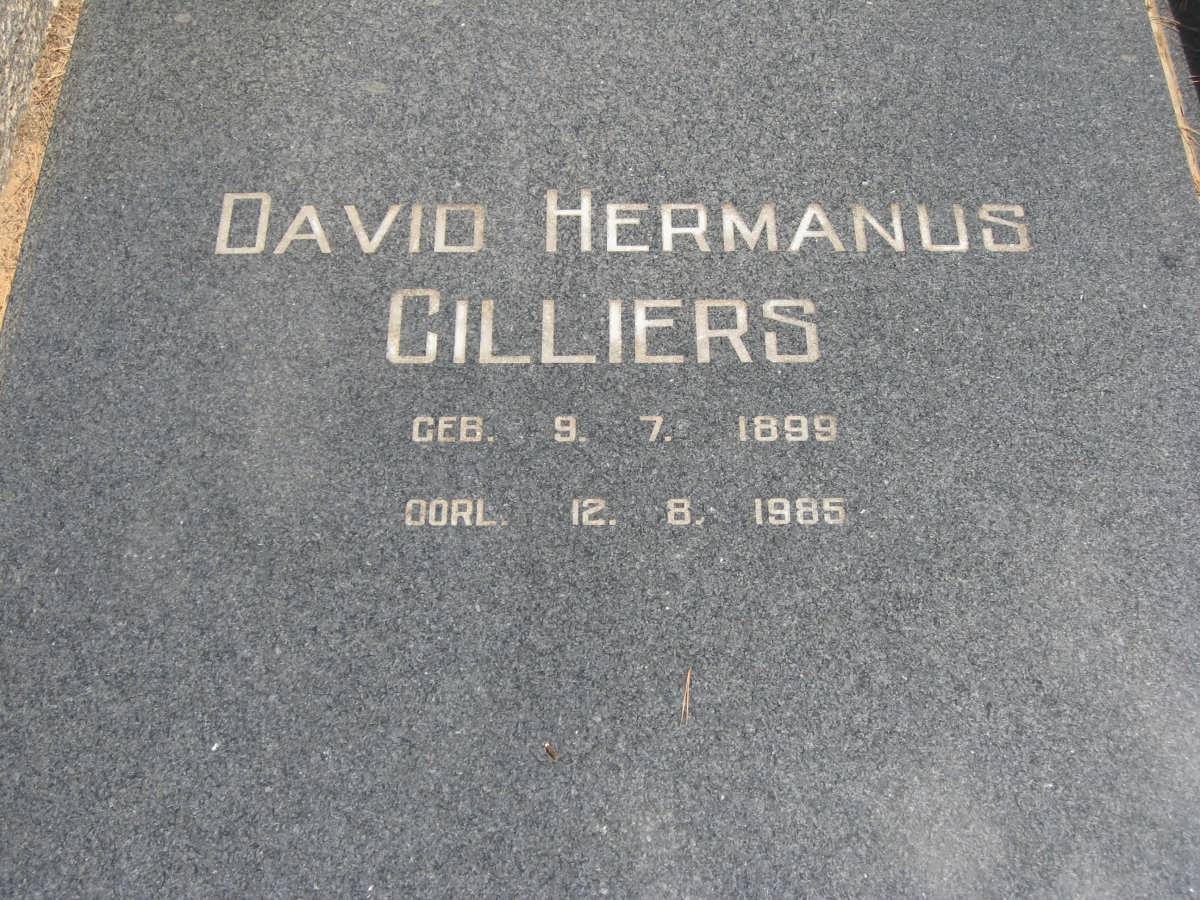 DAVID HERMANUS
CILLIERS
GEB. 9. 7. 1899
OORL. 12. 8. 1985